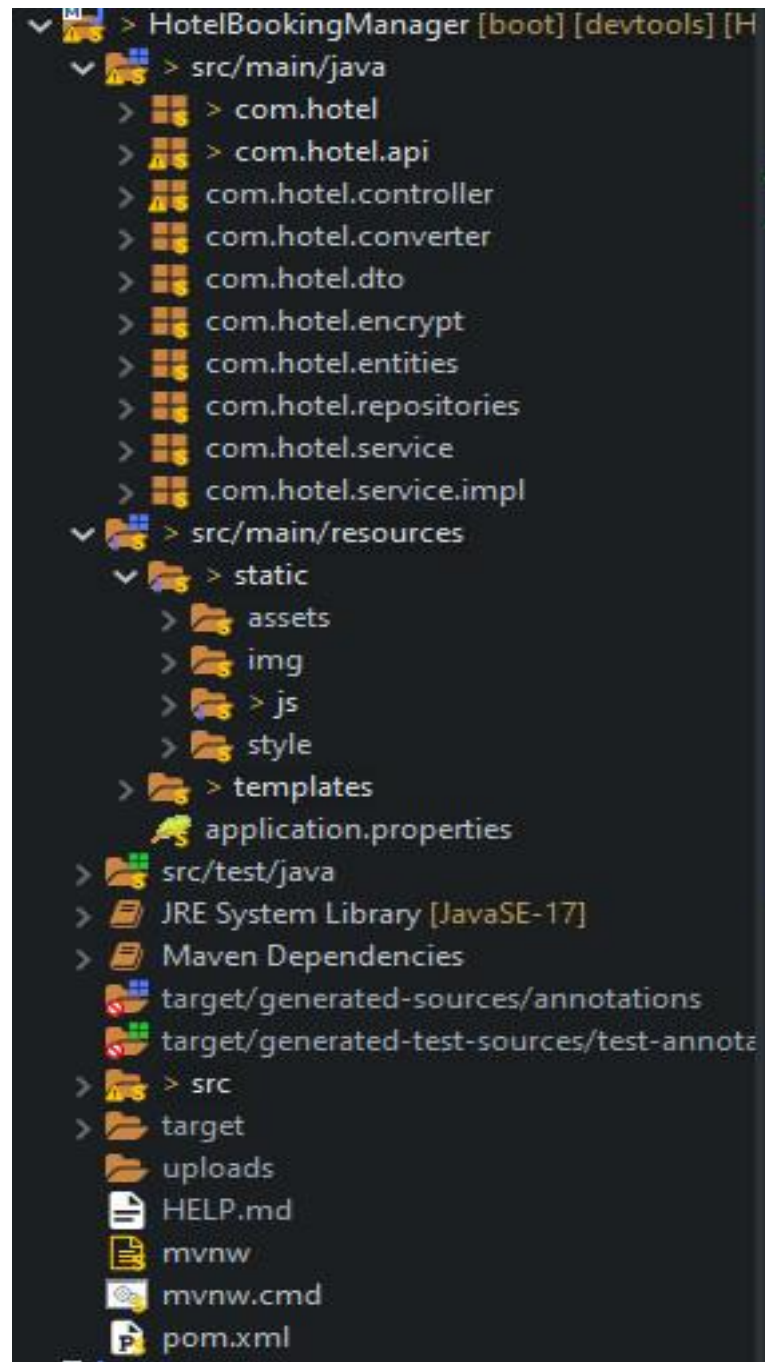 > HotelBookingManager [boot] [devtools] [H
> src/main/java
> com.hotel
> com.hotel.api
com.hotel.controller
com.hotel.converter
com.hotel.dto
com.hotel.encrypt
com.hotel.entities
com.hotel.repositories
com.hotel.service
com.hotel.service.impl
> src/main/resources
> static
assets
img
> js
style
> templates
application.properties
src/test/java
JRE System Library [JavaSE-17]
Maven Dependencies
target/generated-sources/annotations
target/generated-test-sources/test-annota
> src
target
uploads
HELP.md
mvnw
mvnw.cmd
pom.xml